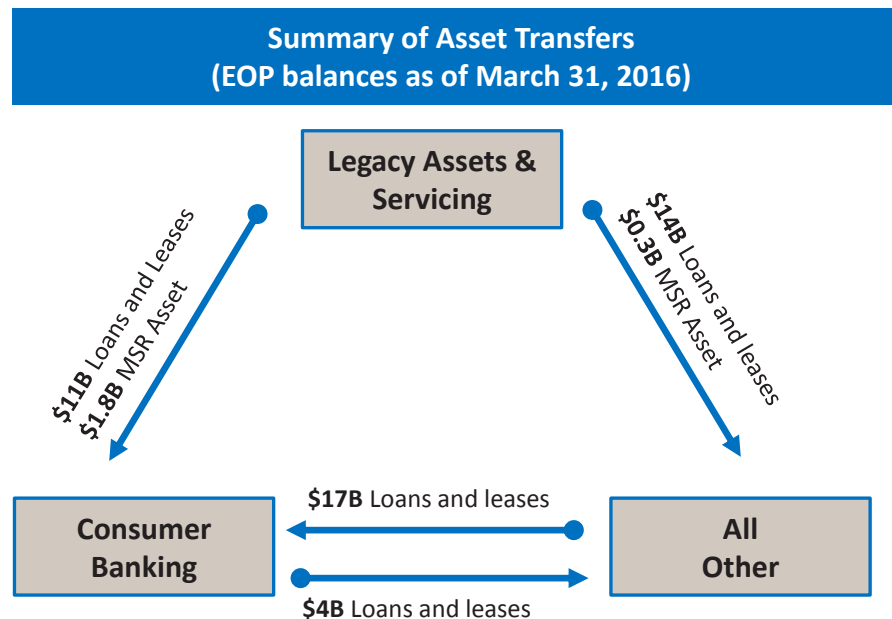 Summary of Asset Transfers
(EOP balances as of March 31, 2016)
Legacy Assets &
Servicing
$11B Loans and Leases
$1.8B MSR Asset
$14B Loans and leases
$0.3B MSR Asset
$17B Loans and leases
Consumer
Banking
All
Other
$4B Loans and leases